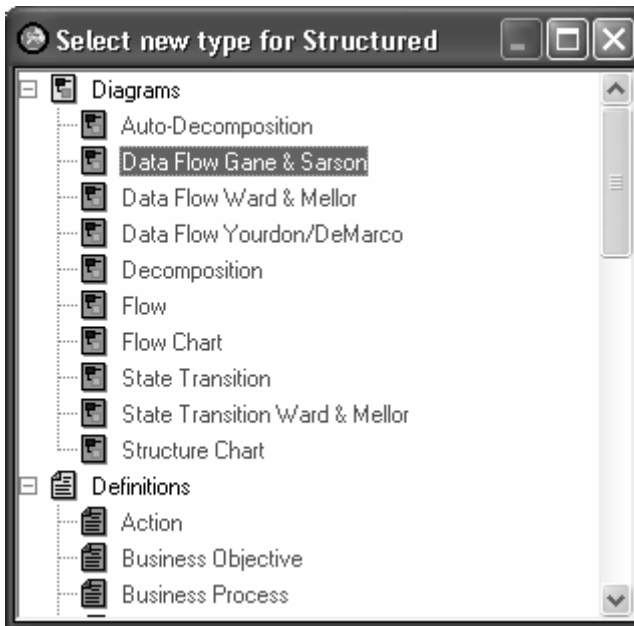 Select new type for Structured
Diagrams
Auto-Decomposition
Data Flow Gane & Sarson
Data Flow Ward & Mellor
Data Flow Yourdon/DeMarco
Decomposition
Flow
Flow Chart
State Transition
State Transition Ward & Mellor
Structure Chart
Definitions
Action
Business Objective
Business Process